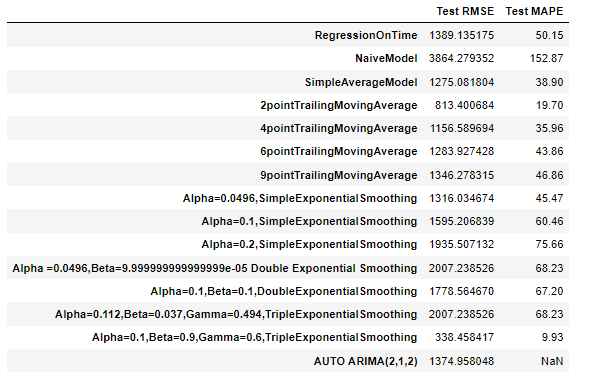 Test RMSE Test MAPE
RegressionOnTime 1389.135175 50.15
NaiveModel 3864.279352 152.87
SimpleAverageModel 1275.081804 38.90
2pointTrailingMovingAverage 813.400684 19.70
4pointTrailingMovingAverage 1156.589694 35.96
6pointTrailingMovingAverage 1283.927428 43.86
9pointTrailingMovingAverage 1346.278315 46.86
Alpha=0.0496,SimpleExponentialSmoothing 1316.034674 45.47
Alpha=0.1,SimpleExponentialSmoothing 1595.206839 60.46
Alpha=0.2,SimpleExponentialSmoothing 1935.507132 75.66
Alpha =0.0496,Beta=9.999999999999999e-05 Double Exponential Smoothing 2007.238526 68.23
Alpha=0.1,Beta=0.1,DoubleExponentialSmoothing 1778.564670 67.20
Alpha=0.112,Beta=0.037,Gamma=0.494,TripleExponentialSmoothing 2007.238526 68.23
Alpha=0.1,Beta=0.9,Gamma=0.6,TripleExponentialSmoothing 338.458417 9.93
AUTO ARIMA(2,1,2) 1374.958048 NaN